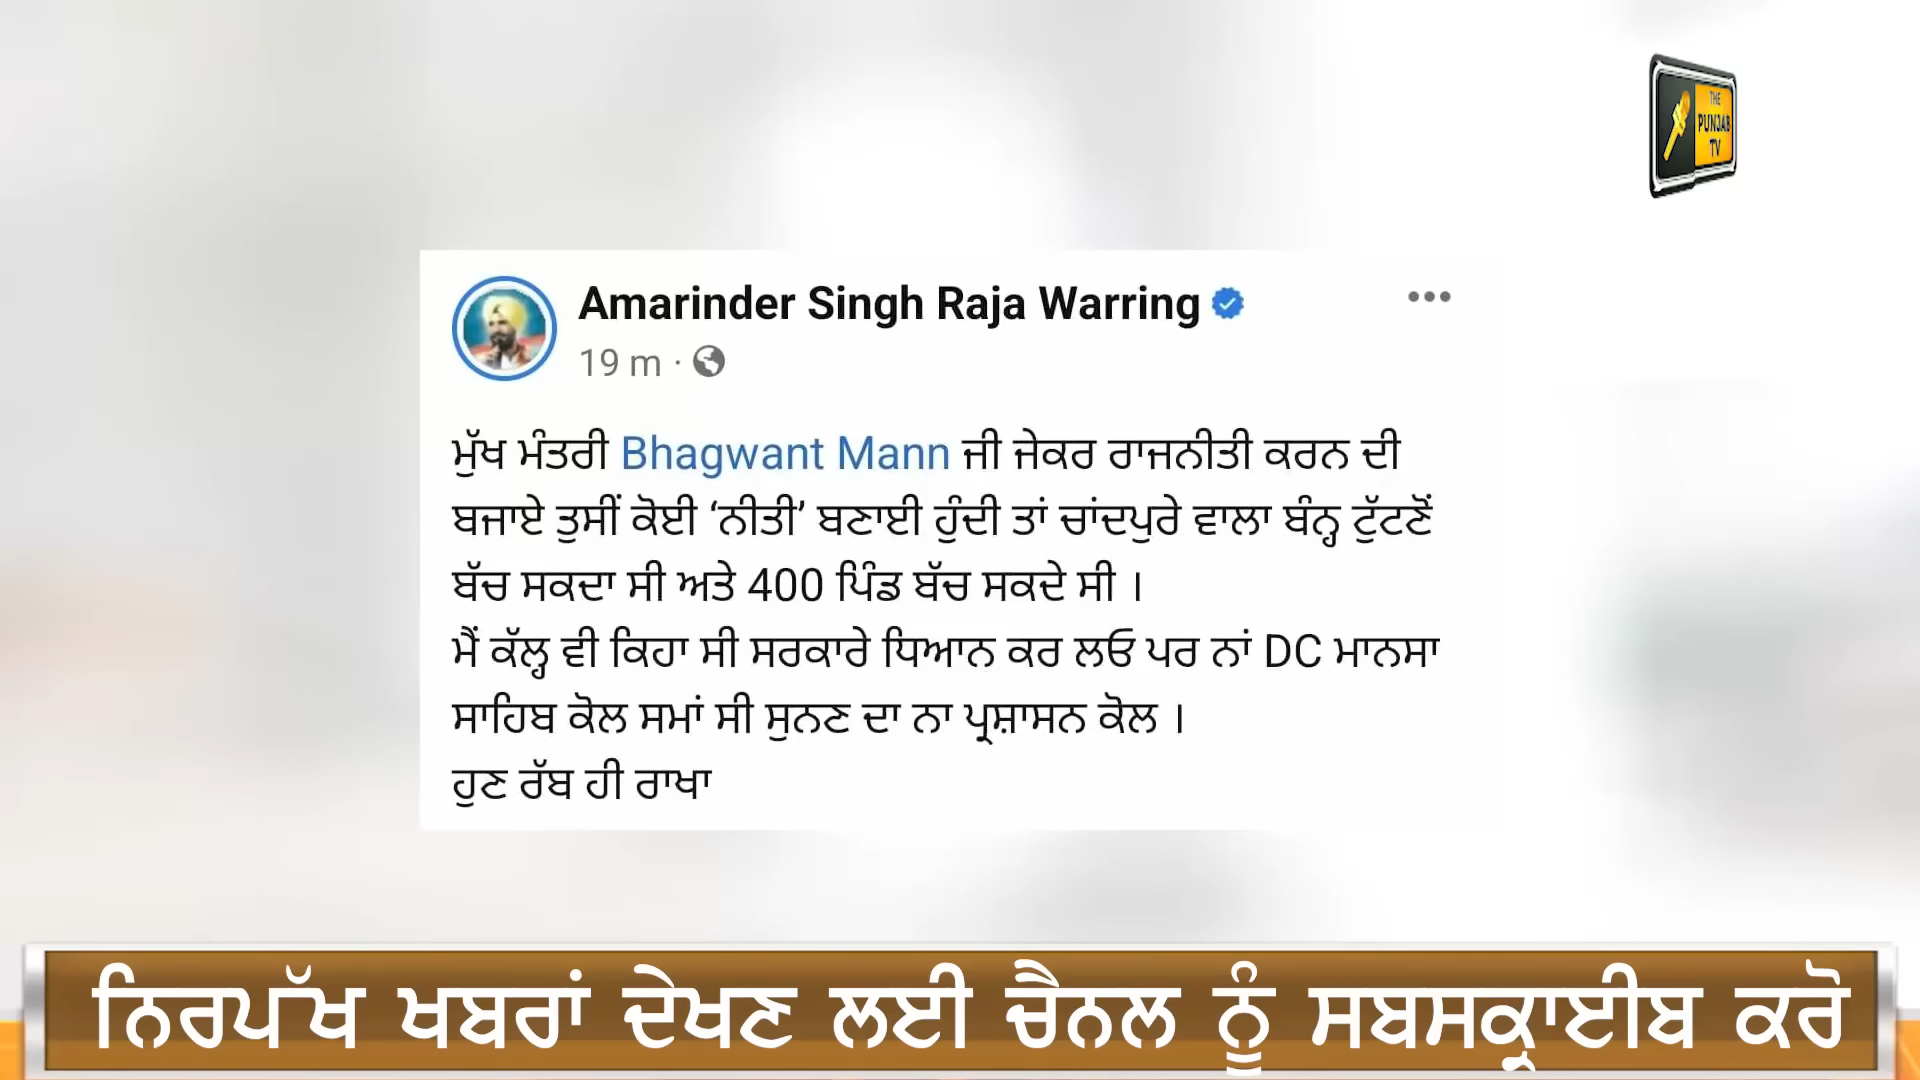 THE
PUNJAB
TV
Amarinder Singh Raja Warring
19 m ·
ਮੁੱਖ ਮੰਤਰੀ Bhagwant Mann ਜੀ ਜੇਕਰ ਰਾਜਨੀਤੀ ਕਰਨ ਦੀ
ਬਜਾਏ ਤੁਸੀਂ ਕੋਈ ‘ਨੀਤੀ’ ਬਣਾਈ ਹੁੰਦੀ ਤਾਂ ਚਾਂਦਪੁਰੇ ਵਾਲਾ ਬੰਨ੍ਹ ਟੁੱਟਣੋਂ
ਬੱਚ ਸਕਦਾ ਸੀ ਅਤੇ 400 ਪਿੰਡ ਬੱਚ ਸਕਦੇ ਸੀ ।
ਮੈਂ ਕੱਲ੍ਹ ਵੀ ਕਿਹਾ ਸੀ ਸਰਕਾਰੇ ਧਿਆਨ ਕਰ ਲਓ ਪਰ ਨਾਂ DC ਮਾਨਸਾ
ਸਾਹਿਬ ਕੋਲ ਸਮਾਂ ਸੀ ਸੁਨਣ ਦਾ ਨਾ ਪ੍ਰਸ਼ਾਸਨ ਕੋਲ ।
ਹੁਣ ਰੱਬ ਹੀ ਰਾਖਾ
ਨਿਰਪੱਖ ਖਬਰਾਂ ਦੇਖਣ ਲਈ ਚੈਨਲ ਨੂੰ ਸਬਸਕ੍ਰਾਈਬ ਕਰੋ